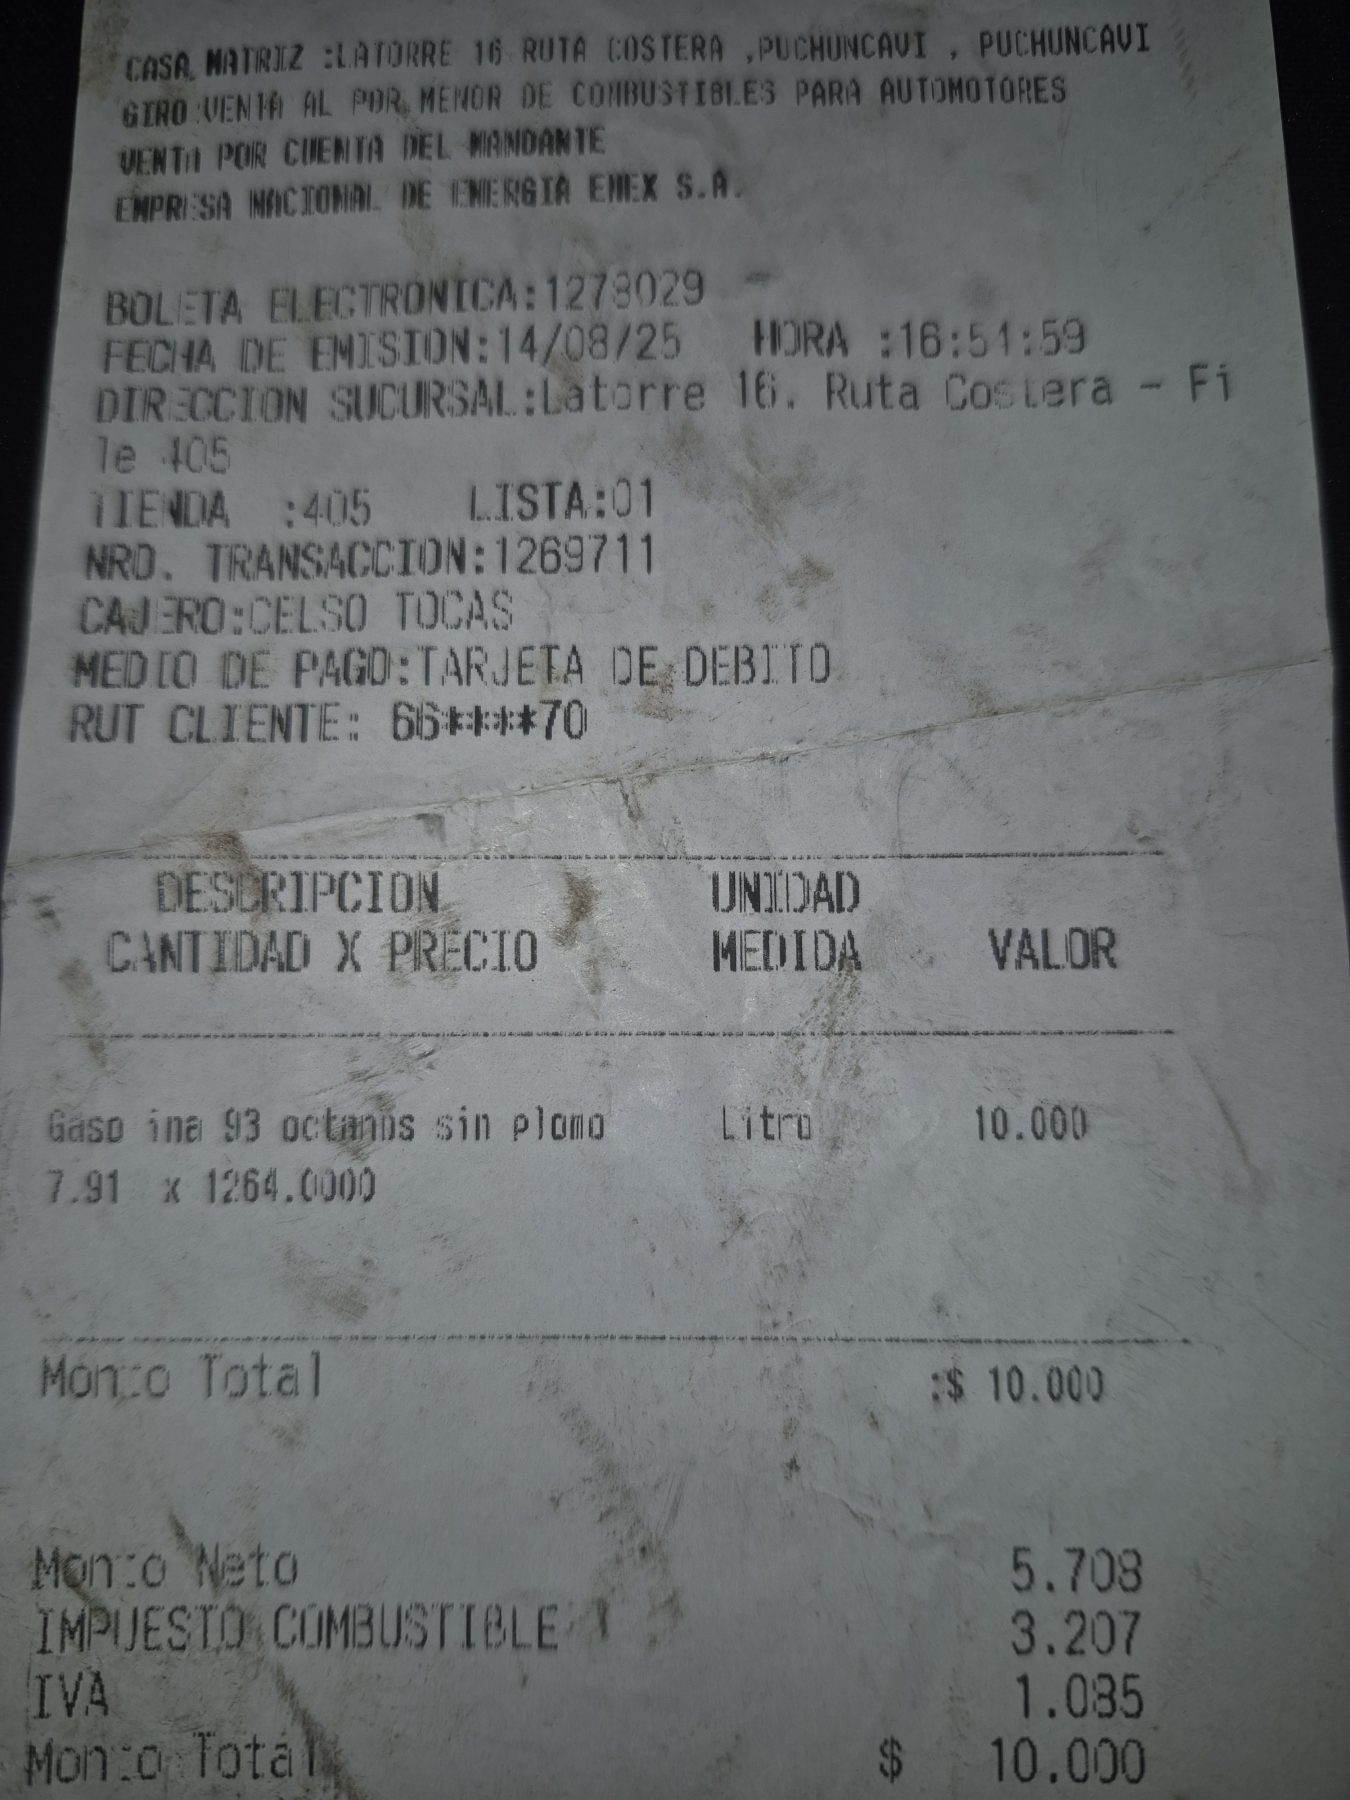 CASA MATRIZ :LATORRE 16 RUTA COSTERA ,PUCHUNCAVI , PUCHUNCAVI
GIRO:VENTA AL POR MENOR DE COMBUSTIBLES PARA AUTOMOTORES
VENTA POR CUENTA DEL MANDANTE
EMPRESA NACIONAL DE ENERGIA ENEX S.A.
BOLETA ELECTRONICA:1278029
FECHA DE EMISION:14/08/25 HORA :16:51:59
DIRECCION SUCURSAL:Latorre 16. Ruta Costera - Fi
le 405
TIENDA :405 LISTA:01
NRO. TRANSACCION:1269711
CAJERO:CELSO TOCAS
MEDIO DE PAGO:TARJETA DE DEBITO
RUT CLIENTE: 66****70
DESCRIPCION UNIDAD
CANTIDAD X PRECIO MEDIDA VALOR
Gasolina 93 octanos sin plomo Litro 10.000
7.91 x 1264.0000
Monto Total :$ 10.000
Monto Neto 5.708
IMPUESTO COMBUSTIBLE 3.207
IVA 1.085
Monto Total $ 10.000